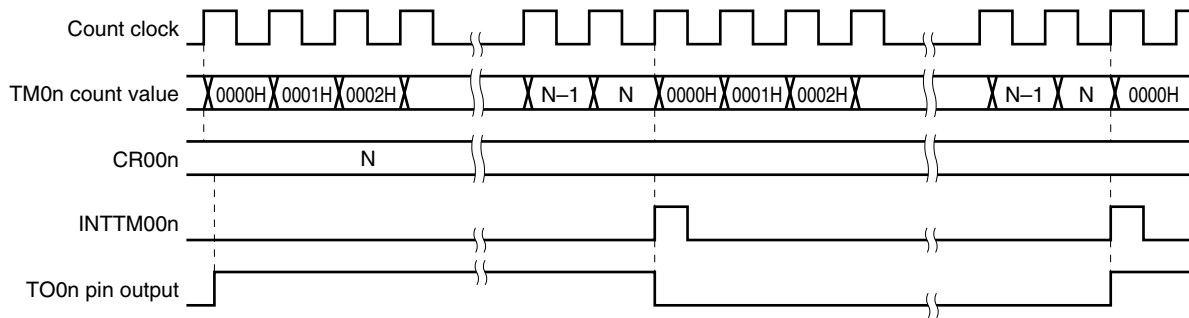 Count clock
TM0n count value 0000H 0001H 0002H N–1 N 0000H 0001H 0002H N–1 N 0000H
CR00n N
INTTM00n
TO0n pin output